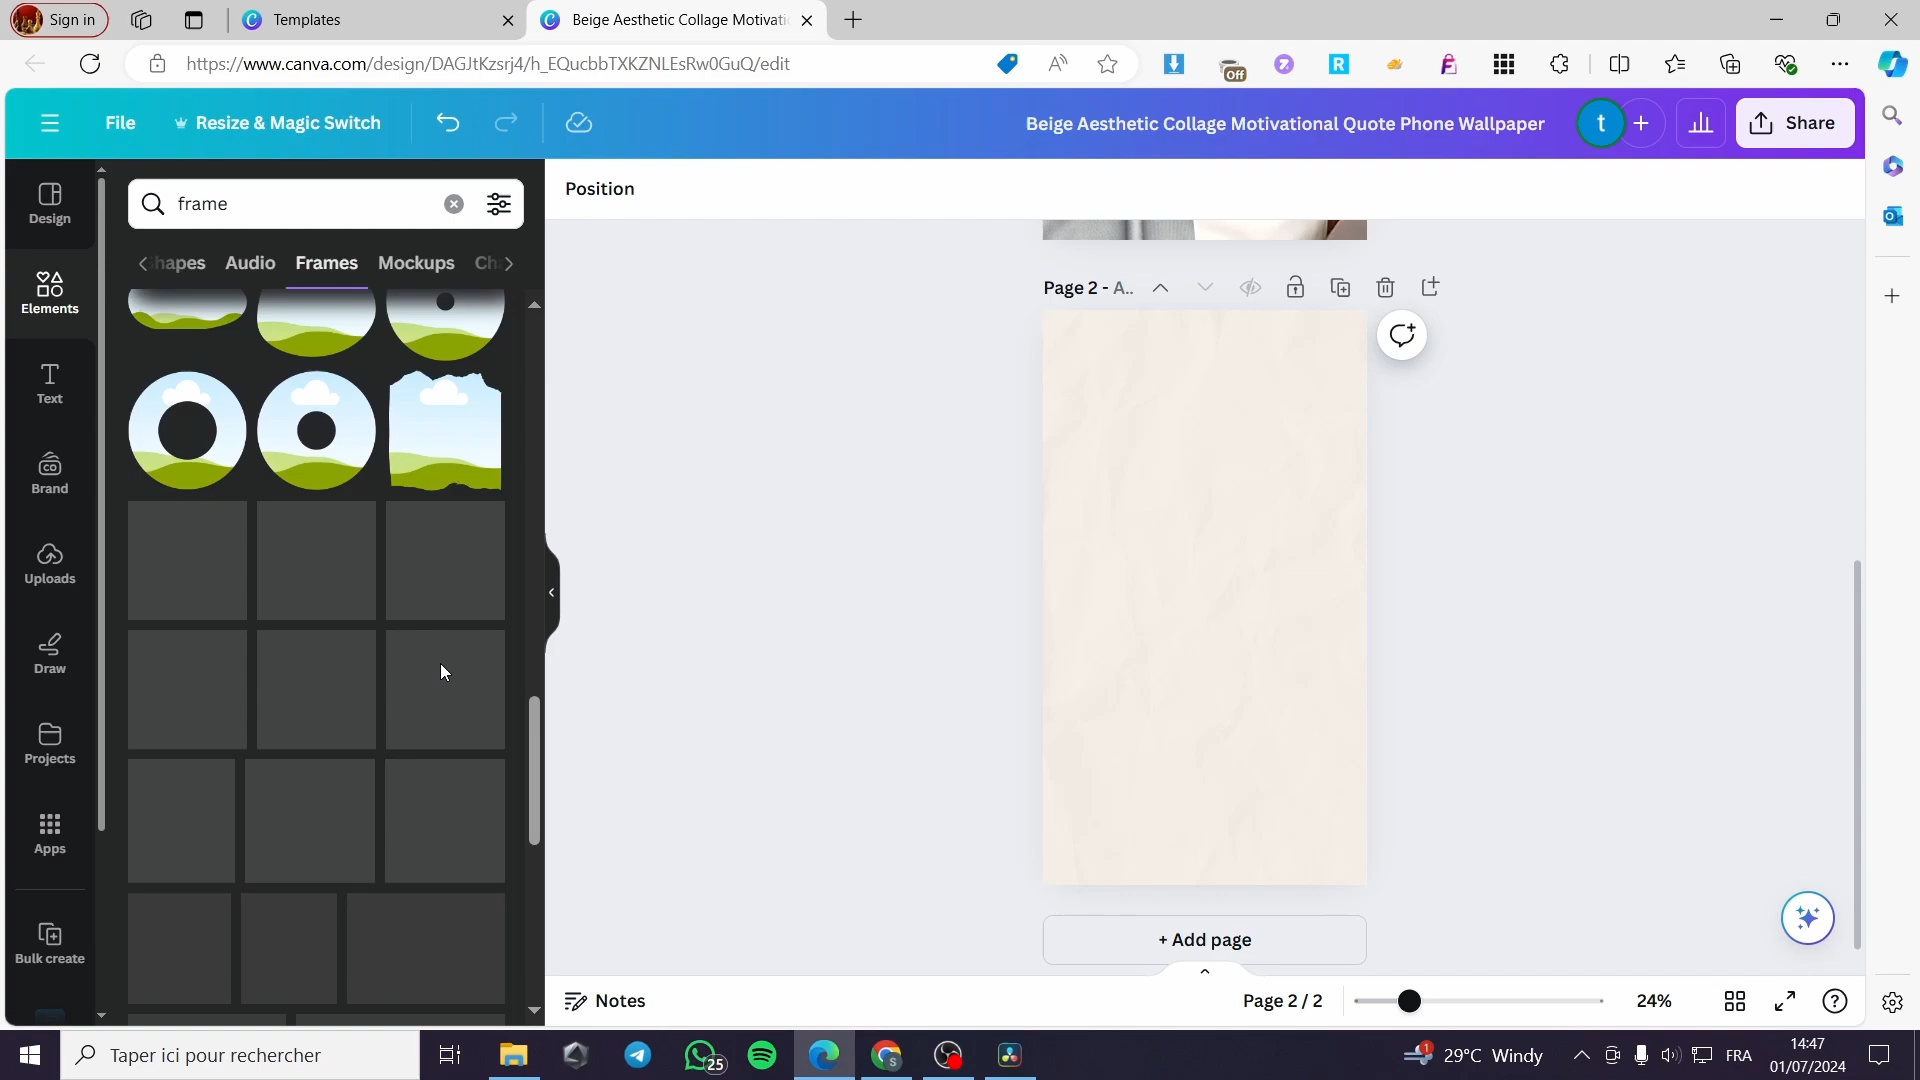 Sign in
Templates
Beige Aesthetic Collage Motivati
https://www.canva.com/design/DAGJtKzsrj4/h_EQucbbTXKZNLEsRw0GuQ/edit
Off
File
Resize & Magic Switch
Beige Aesthetic Collage Motivational Quote Phone Wallpaper
t
Share
Design
Elements
Text
Brand
Uploads
Draw
Projects
Apps
Bulk create
frame
hapes
Audio
Frames
Mockups
Ch
Position
Page 2 - A..
+ Add page
Notes
Page 2 / 2
24%
Taper ici pour rechercher
25
1
29°C Windy
FRA
14:47
01/07/2024